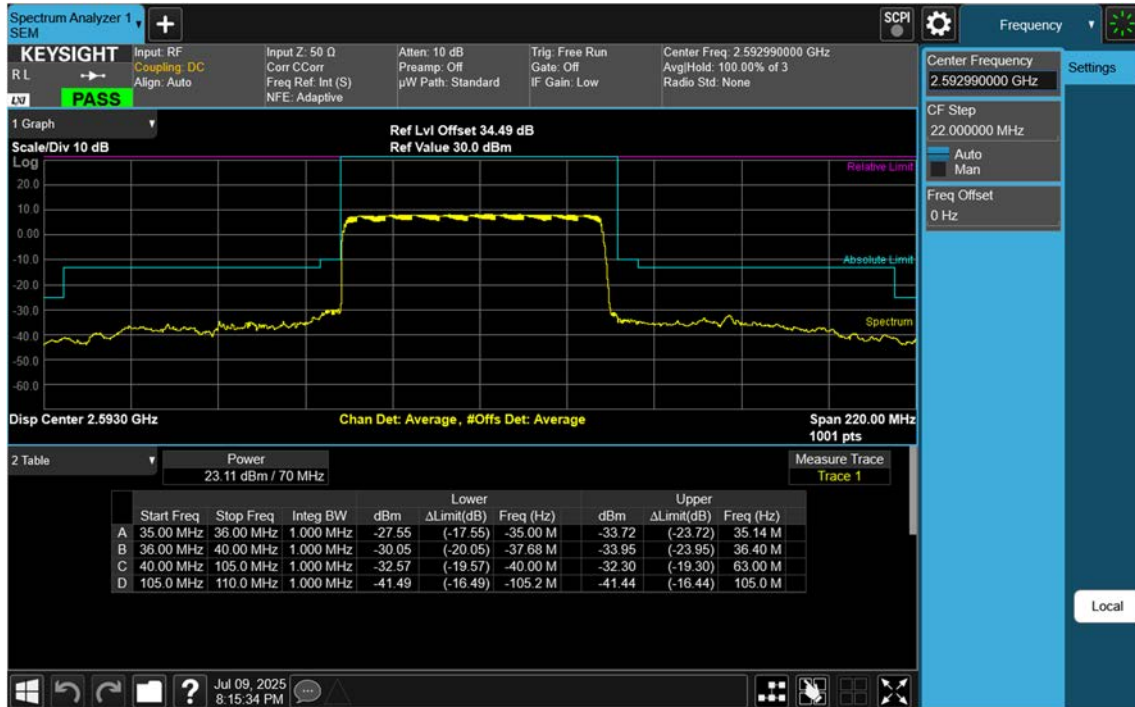 Spectrum Analyzer 1
SEM
+
SCPI
Frequency
KEYSIGHT
R L
LXI
PASS
Input: RF
Coupling: DC
Align: Auto
Input Z: 50 Ω
Corr CCorr
Freq Ref: Int (S)
NFE: Adaptive
Atten: 10 dB
Preamp: Off
µW Path: Standard
Trig: Free Run
Gate: Off
IF Gain: Low
Center Freq: 2.592990000 GHz
Avg|Hold: 100.00% of 3
Radio Std: None
Center Frequency
2.592990000 GHz
Settings
CF Step
22.000000 MHz
Auto
Man
Freq Offset
0 Hz
1 Graph
Scale/Div 10 dB
Ref Lvl Offset 34.49 dB
Ref Value 30.0 dBm
Log
Relative Limit
20.0
10.0
0.00
-10.0
Absolute Limit
-20.0
-30.0
Spectrum
-40.0
-50.0
-60.0
Disp Center 2.5930 GHz
Chan Det: Average, #Offs Det: Average
Span 220.00 MHz
1001 pts
2 Table
Power
23.11 dBm / 70 MHz
Measure Trace
Trace 1
Lower Upper
Start Freq Stop Freq Integ BW dBm ΔLimit(dB) Freq (Hz) dBm ΔLimit(dB) Freq (Hz)
A 35.00 MHz 36.00 MHz 1.000 MHz -27.55 (-17.55) -35.00 M -33.72 (-23.72) 35.14 M
B 36.00 MHz 40.00 MHz 1.000 MHz -30.05 (-20.05) -37.68 M -33.95 (-23.95) 36.40 M
C 40.00 MHz 105.0 MHz 1.000 MHz -32.57 (-19.57) -40.00 M -32.30 (-19.30) 63.00 M
D 105.0 MHz 110.0 MHz 1.000 MHz -41.49 (-16.49) -105.2 M -41.44 (-16.44) 105.0 M
Local
?
Jul 09, 2025
8:15:34 PM